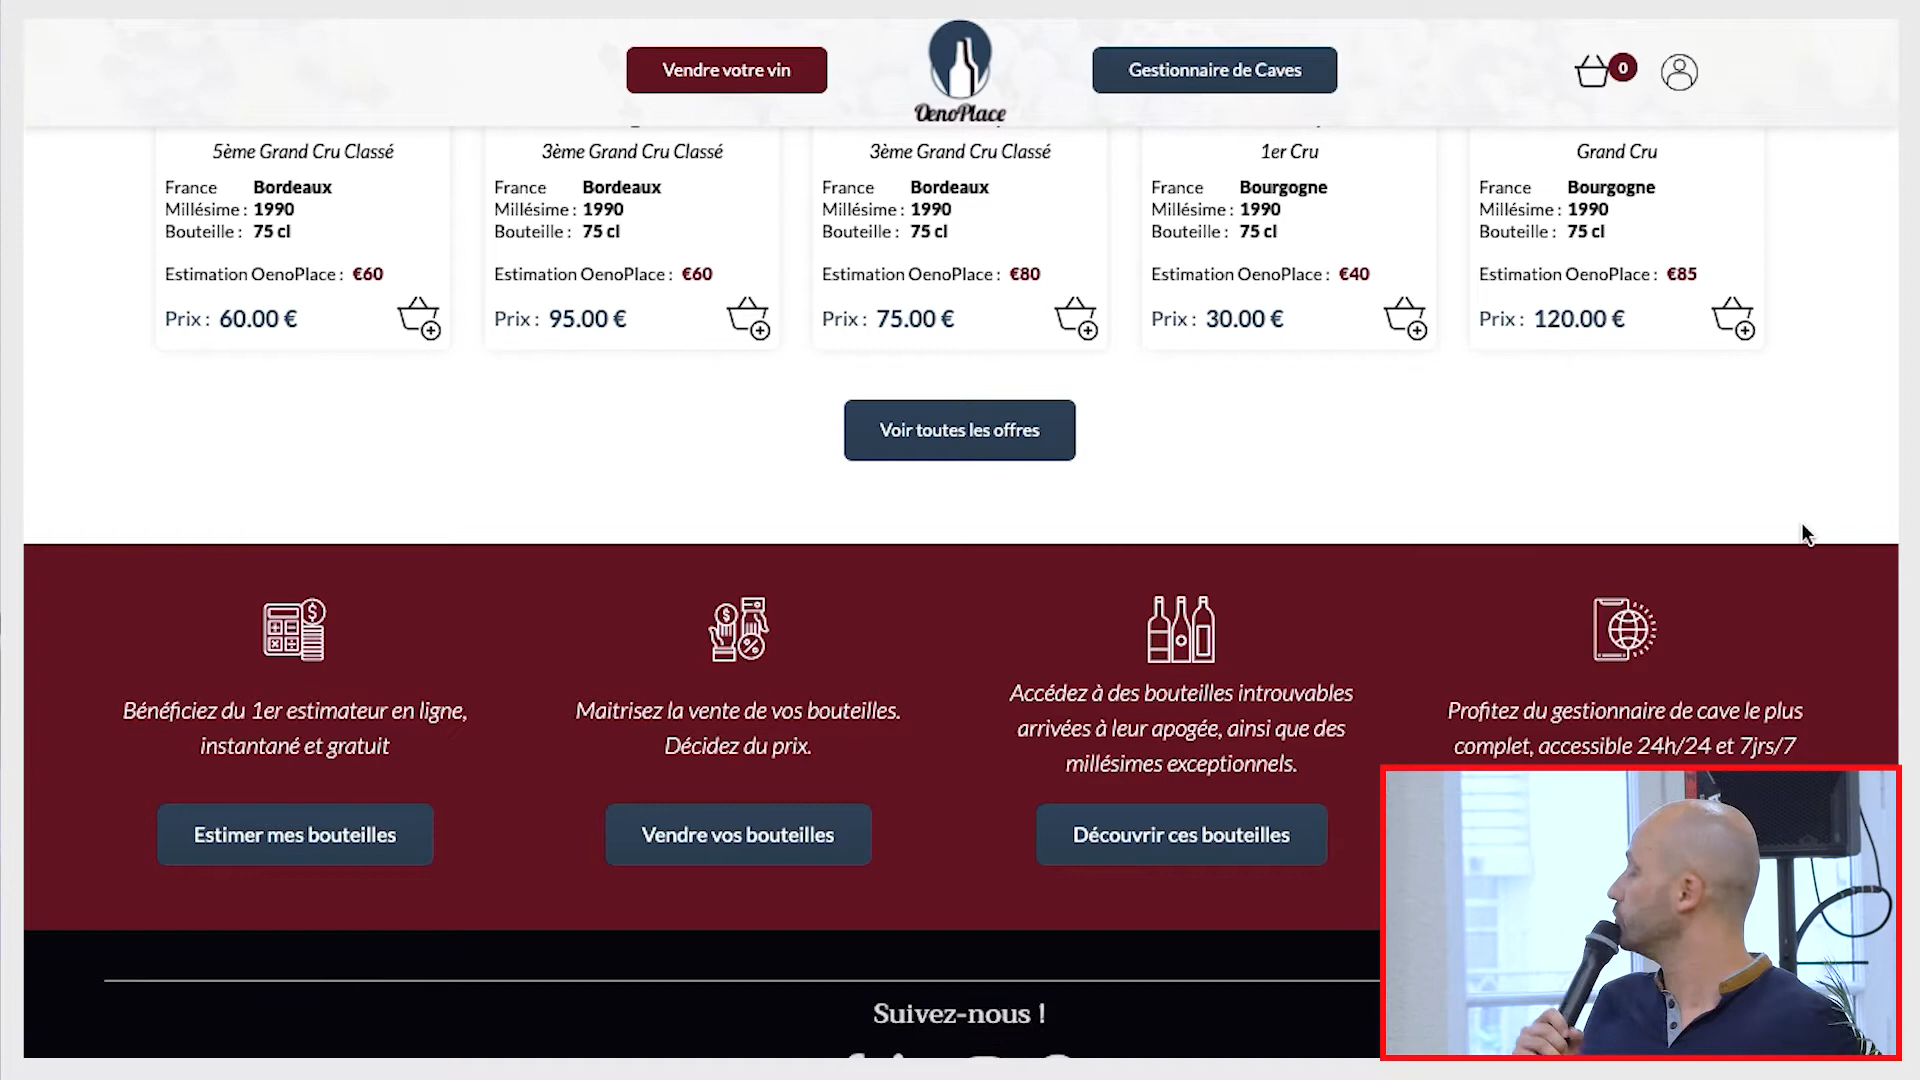 Vendre votre vin
OenoPlace
Gestionnaire de Caves
0
5ème Grand Cru Classé
France Bordeaux
Millésime : 1990
Bouteille : 75 cl
Estimation OenoPlace : €60
Prix : 60.00 €
3ème Grand Cru Classé
France Bordeaux
Millésime : 1990
Bouteille : 75 cl
Estimation OenoPlace : €60
Prix : 95.00 €
3ème Grand Cru Classé
France Bordeaux
Millésime : 1990
Bouteille : 75 cl
Estimation OenoPlace : €80
Prix : 75.00 €
1er Cru
France Bourgogne
Millésime : 1990
Bouteille : 75 cl
Estimation OenoPlace : €40
Prix : 30.00 €
Grand Cru
France Bourgogne
Millésime : 1990
Bouteille : 75 cl
Estimation OenoPlace : €85
Prix : 120.00 €
Voir toutes les offres
Bénéficiez du 1er estimateur en ligne,
instantané et gratuit
Estimer mes bouteilles
Maitrisez la vente de vos bouteilles.
Décidez du prix.
Vendre vos bouteilles
Accédez à des bouteilles introuvables
arrivées à leur apogée, ainsi que des
millésimes exceptionnels.
Découvrir ces bouteilles
Profitez du gestionnaire de cave le plus
complet, accessible 24h/24 et 7jrs/7
Suivez-nous !